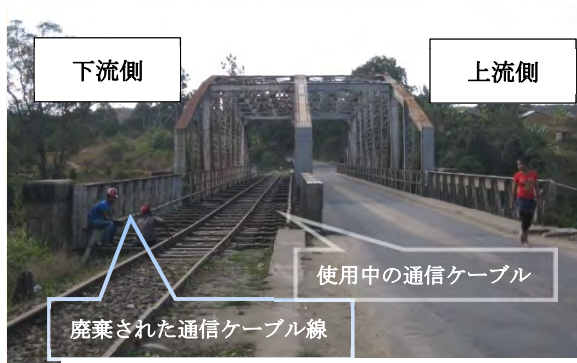 下流側
上流側
使用中の通信ケーブル
廃棄された通信ケーブル線